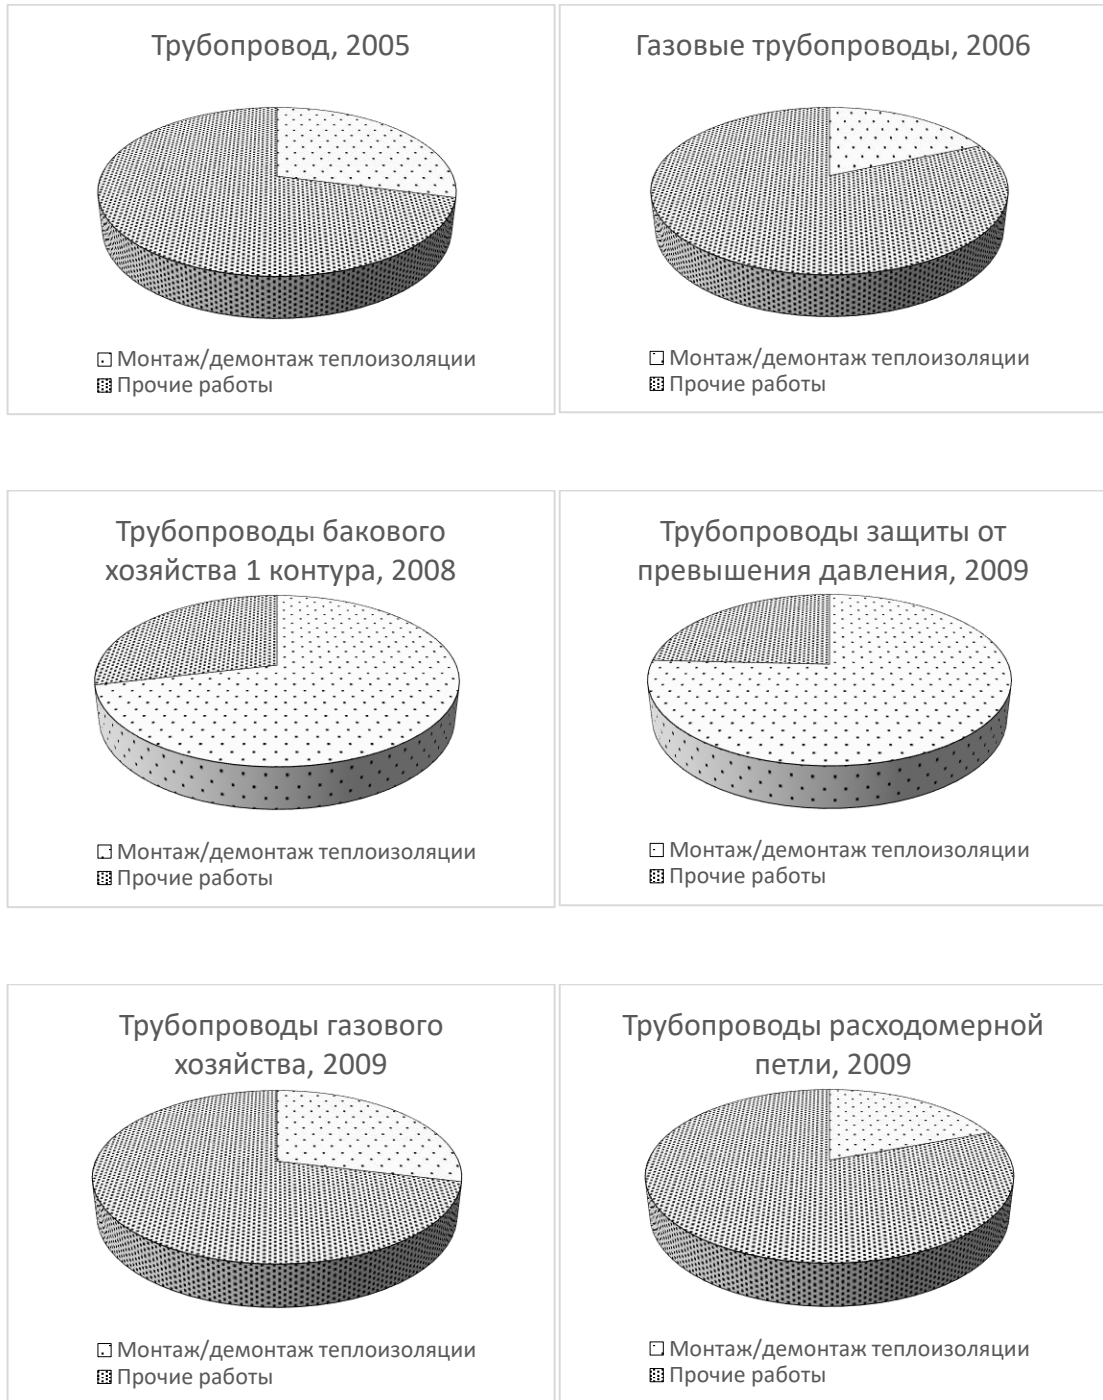 Трубопровод, 2005
Монтаж/демонтаж теплоизоляции
Прочие работы
Газовые трубопроводы, 2006
Монтаж/демонтаж теплоизоляции
Прочие работы
Трубопроводы бакового
хозяйства 1 контура, 2008
Монтаж/демонтаж теплоизоляции
Прочие работы
Трубопроводы защиты от
превышения давления, 2009
Монтаж/демонтаж теплоизоляции
Прочие работы
Трубопроводы газового
хозяйства, 2009
Монтаж/демонтаж теплоизоляции
Прочие работы
Трубопроводы расходомерной
петли, 2009
Монтаж/демонтаж теплоизоляции
Прочие работы